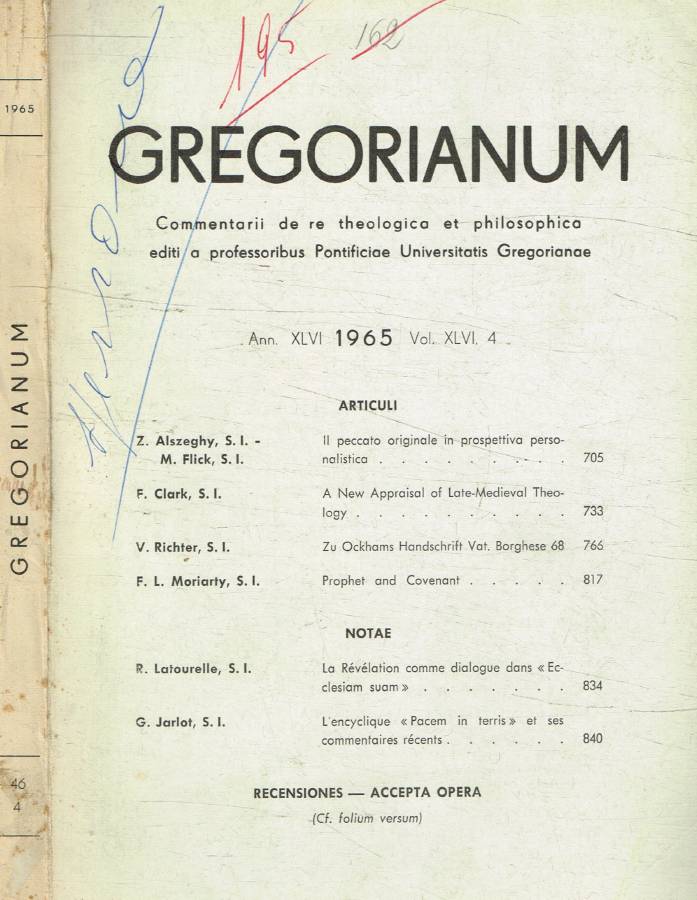 1965
GREGORIANUM
46
4
195
162
GREGORIANUM
Commentarii de re theologica et philosophica
editi a professoribus Pontificiae Universitatis Gregorianae
Ann. XLVI 1965 Vol. XLVI, 4
ARTICULI
Z. Alszeghy, S. I. - Il peccato originale in prospettiva perso-
M. Flick, S. I. nalistica . . . . . . . . . 705
F. Clark, S. I. A New Appraisal of Late-Medieval Theo-
logy . . . . . . . . . . 733
V. Richter, S. I. Zu Ockhams Handschrift Vat. Borghese 68 766
F. L. Moriarty, S. I. Prophet and Covenant . . . . . 817
NOTAE
R. Latourelle, S. I. La Révélation comme dialogue dans « Ec-
clesiam suam » . . . . . . . 834
G. Jarlot, S. I. L'encyclique « Pacem in terris » et ses
commentaires récents . . . . . . 840
RECENSIONES — ACCEPTA OPERA
(Cf. folium versum)